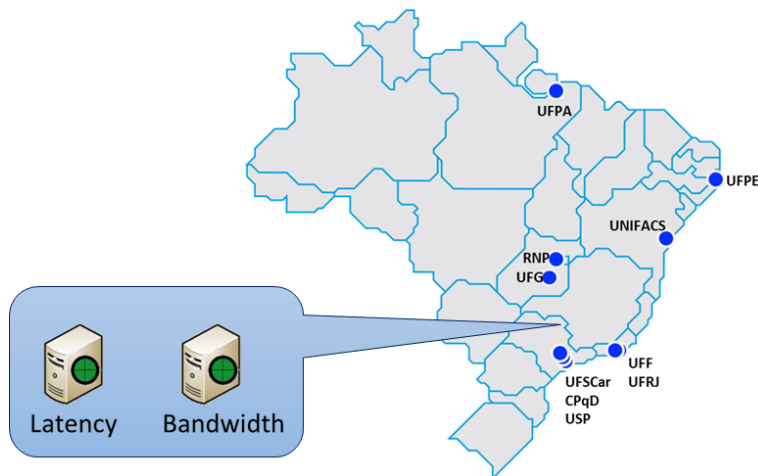 UFPA
UFPE
UNIFACS
RNP
UFG
UFF
UFRJ
UFSCar
CPqD
USP
Latency
Bandwidth